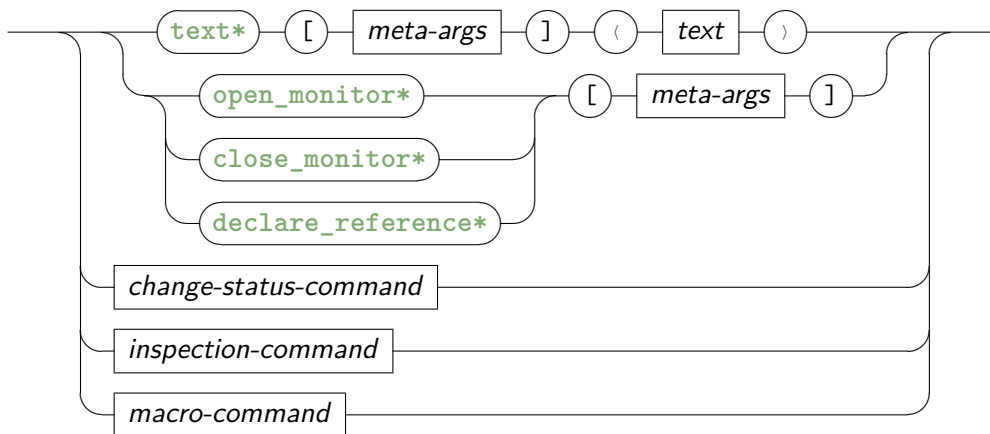 text* [ meta-args ] ‹ text ›
open_monitor* [ meta-args ]
close_monitor*
declare_reference*
change-status-command
inspection-command
macro-command